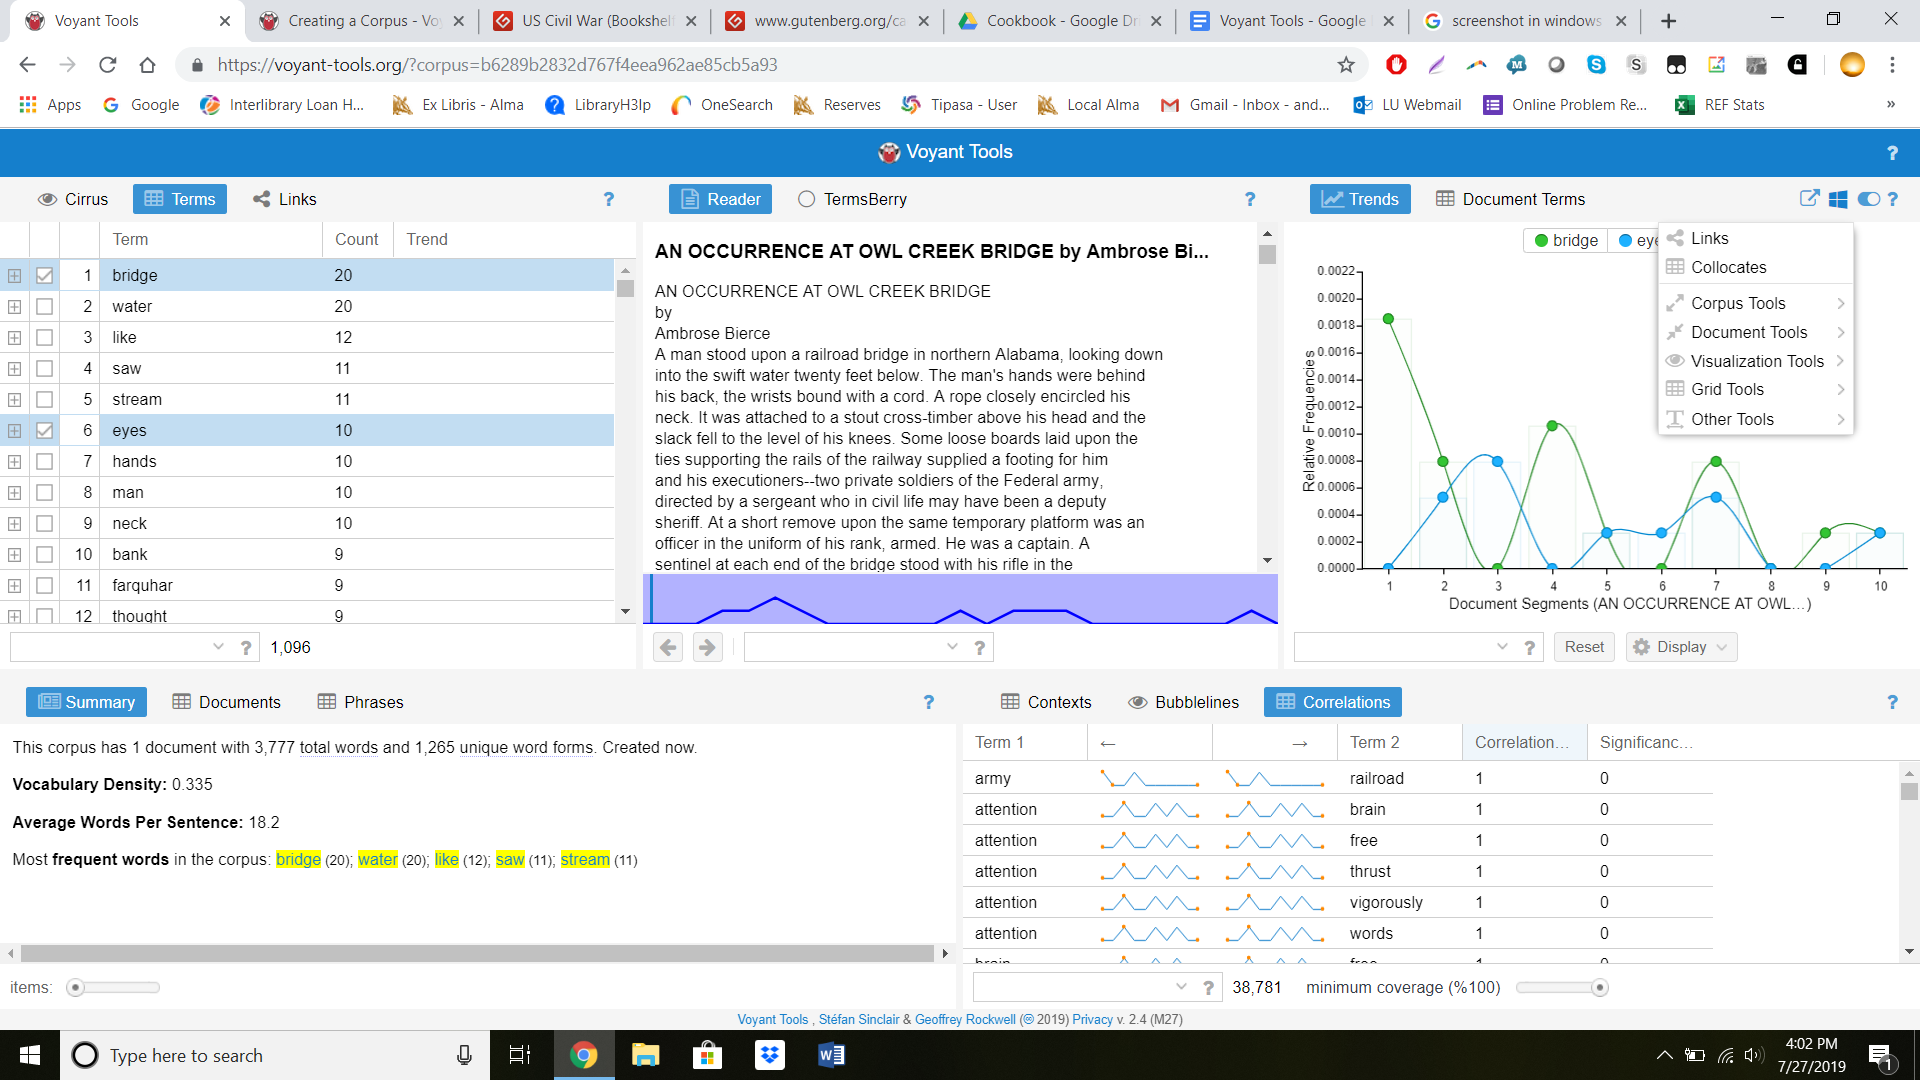 Voyant Tools
Creating a Corpus - Vo
US Civil War (Bookshelf
www.gutenberg.org/ca
Cookbook - Google Dr
Voyant Tools - Google
screenshot in windows
https://voyant-tools.org/?corpus=b6289b2832d767f4eea962ae85cb5a93
Apps
Google
Interlibrary Loan H...
Ex Libris - Alma
LibraryH3lp
OneSearch
Reserves
Tipasa - User
Local Alma
Gmail - Inbox - and...
LU Webmail
Online Problem Re...
REF Stats
»
Voyant Tools
?
Cirrus
Terms
Links
?
Term
Count
Trend
1 bridge 20
2 water 20
3 like 12
4 saw 11
5 stream 11
6 eyes 10
7 hands 10
8 man 10
9 neck 10
10 bank 9
11 farquhar 9
12 thought 9
? 1,096
Reader
TermsBerry
?
AN OCCURRENCE AT OWL CREEK BRIDGE by Ambrose Bi...
AN OCCURRENCE AT OWL CREEK BRIDGE
by
Ambrose Bierce
A man stood upon a railroad bridge in northern Alabama, looking down
into the swift water twenty feet below. The man's hands were behind
his back, the wrists bound with a cord. A rope closely encircled his
neck. It was attached to a stout cross-timber above his head and the
slack fell to the level of his knees. Some loose boards laid upon the
ties supporting the rails of the railway supplied a footing for him
and his executioners--two private soldiers of the Federal army,
directed by a sergeant who in civil life may have been a deputy
sheriff. At a short remove upon the same temporary platform was an
officer in the uniform of his rank, armed. He was a captain. A
sentinel at each end of the bridge stood with his rifle in the
?
Trends
Document Terms
?
bridge
eye
Links
Collocates
Corpus Tools
Document Tools
Visualization Tools
Grid Tools
Other Tools
Relative Frequencies
0.0022
0.0020
0.0018
0.0016
0.0014
0.0012
0.0010
0.0008
0.0006
0.0004
0.0002
0.0000
1 2 3 4 5 6 7 8 9 10
Document Segments (AN OCCURRENCE AT OWL...)
?
Reset
Display
Summary
Documents
Phrases
?
This corpus has 1 document with 3,777 total words and 1,265 unique word forms. Created now.
Vocabulary Density: 0.335
Average Words Per Sentence: 18.2
Most frequent words in the corpus: bridge (20); water (20); like (12); saw (11); stream (11)
items:
Contexts
Bubblelines
Correlations
?
Term 1 ← → Term 2 Correlation... Significanc...
army railroad 1 0
attention brain 1 0
attention free 1 0
attention thrust 1 0
attention vigorously 1 0
attention words 1 0
brain free 1 0
? 38,781 minimum coverage (%100)
Voyant Tools , Stéfan Sinclair & Geoffrey Rockwell (🄯 2019) Privacy v. 2.4 (M27)
Type here to search
4:02 PM
7/27/2019
1